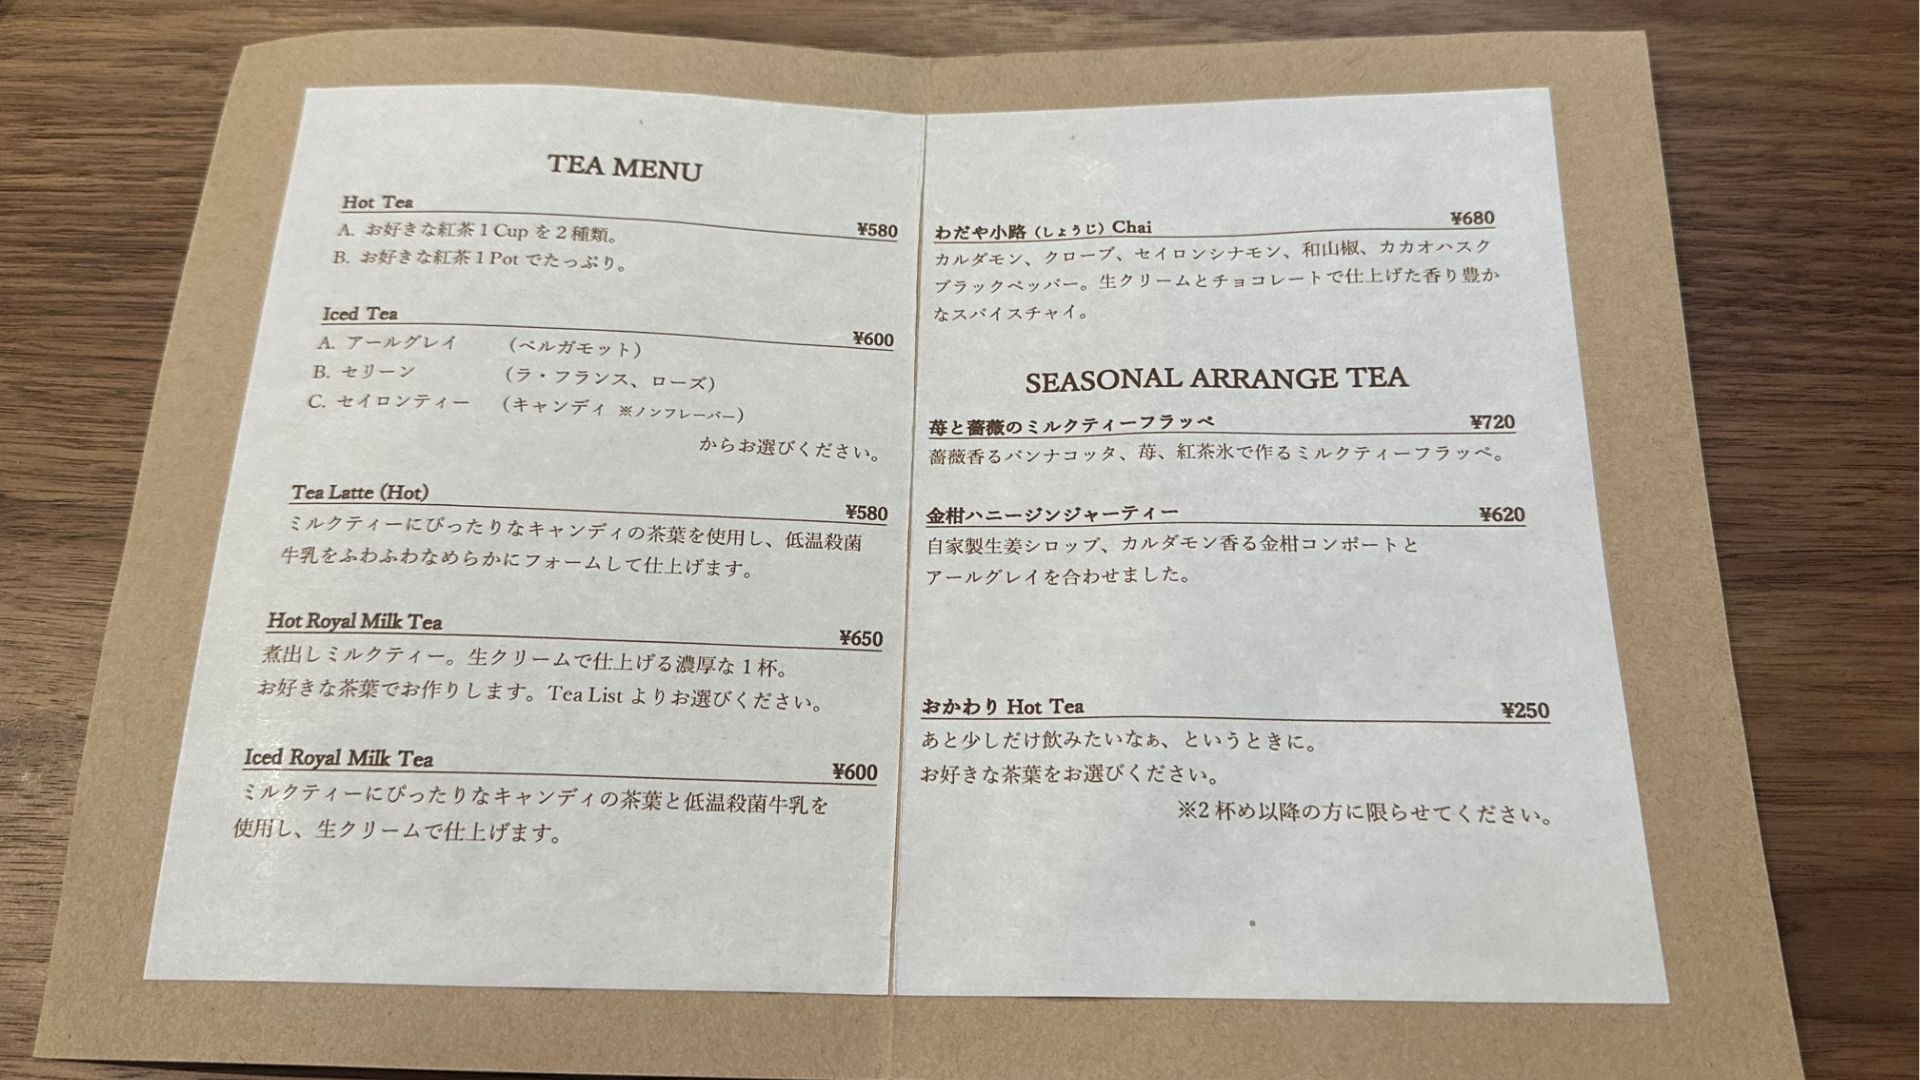 TEA MENU
Hot Tea ¥580
A. お好きな紅茶1Cupを2種類。
B. お好きな紅茶1Potでたっぷり。
Iced Tea ¥600
A. アールグレイ （ベルガモット）
B. セリーン （ラ・フランス、ローズ）
C. セイロンティー （キャンディ ※ノンフレーバー）
からお選びください。
Tea Latte (Hot) ¥580
ミルクティーにぴったりなキャンディの茶葉を使用し、低温殺菌
牛乳をふわふわなめらかにフォームして仕上げます。
Hot Royal Milk Tea ¥650
煮出しミルクティー。生クリームで仕上げる濃厚な1杯。
お好きな茶葉でお作りします。Tea Listよりお選びください。
Iced Royal Milk Tea ¥600
ミルクティーにぴったりなキャンディの茶葉と低温殺菌牛乳を
使用し、生クリームで仕上げます。
わだや小路（しょうじ）Chai ¥680
カルダモン、クローブ、セイロンシナモン、和山椒、カカオハスク
ブラックペッパー。生クリームとチョコレートで仕上げた香り豊か
なスパイスチャイ。
SEASONAL ARRANGE TEA
苺と薔薇のミルクティーフラッペ ¥720
薔薇香るパンナコッタ、苺、紅茶氷で作るミルクティーフラッペ。
金柑ハニージンジャーティー ¥620
自家製生姜シロップ、カルダモン香る金柑コンポートと
アールグレイを合わせました。
おかわり Hot Tea ¥250
あと少しだけ飲みたいなぁ、というときに。
お好きな茶葉をお選びください。
※2杯め以降の方に限らせてください。